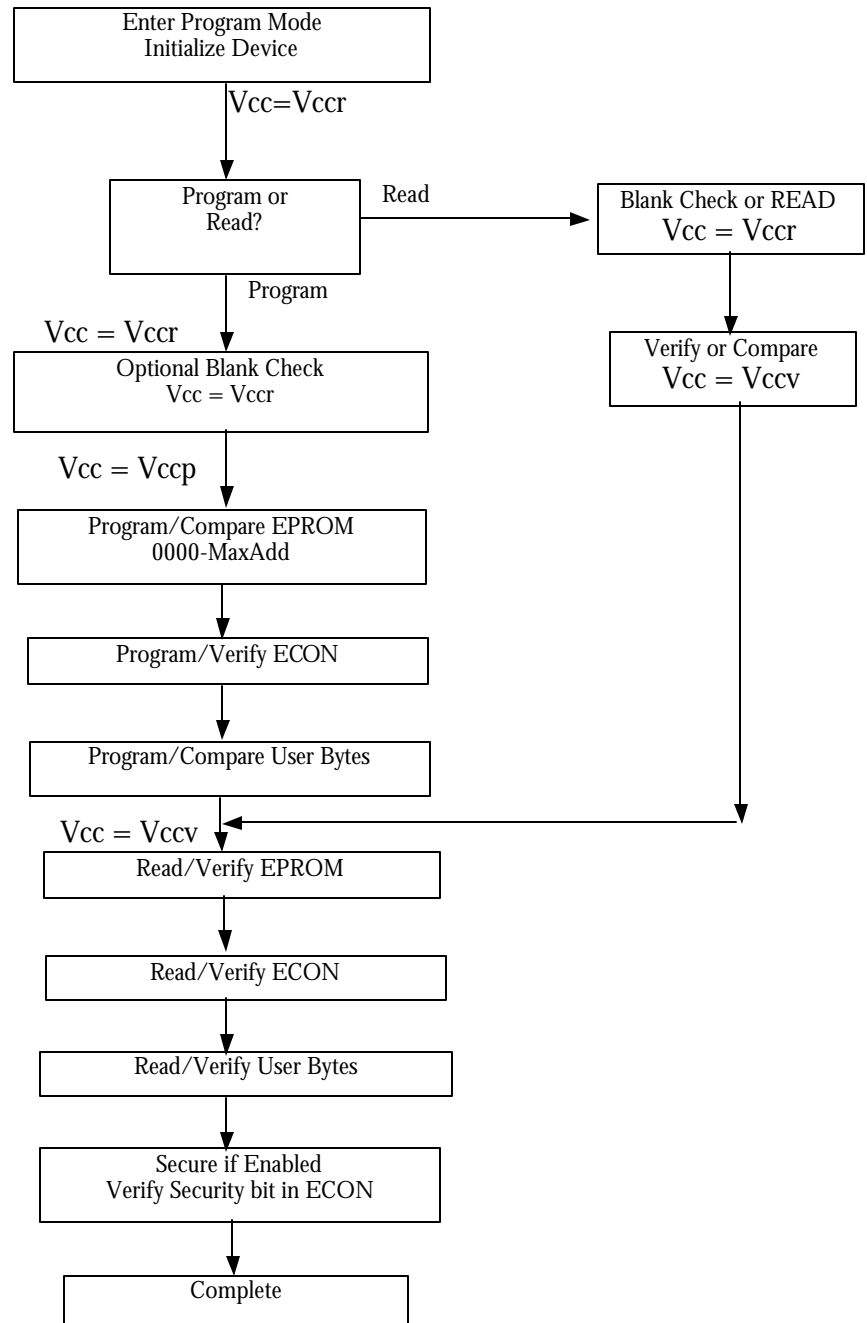 Enter Program Mode
Initialize Device
Vcc=Vccr
Program or
Read?
Read
Blank Check or READ
Vcc = Vccr
Program
Verify or Compare
Vcc = Vccv
Vcc = Vccr
Optional Blank Check
Vcc = Vccr
Vcc = Vccp
Program/Compare EPROM
0000-MaxAdd
Program/Verify ECON
Program/Compare User Bytes
Vcc = Vccv
Read/Verify EPROM
Read/Verify ECON
Read/Verify User Bytes
Secure if Enabled
Verify Security bit in ECON
Complete